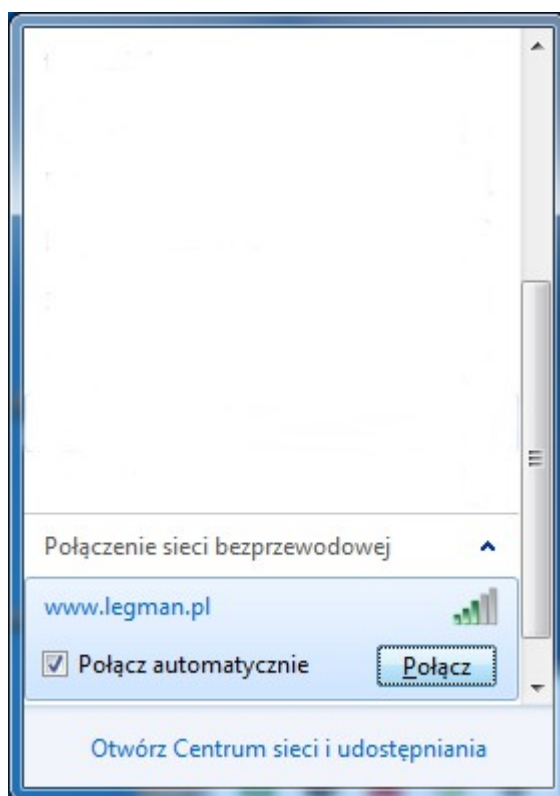 Połączenie sieci bezprzewodowej
www.legman.pl
Połącz automatycznie
Połącz
Otwórz Centrum sieci i udostępniania